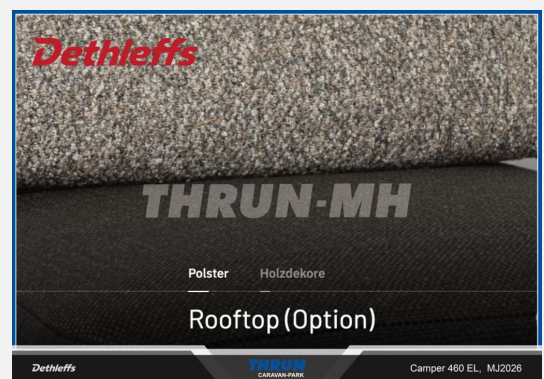 Dethleffs
THRUN-MH
Polster Holzdekore
Rooftop (Option)
Dethleffs THRUN CARAVAN-PARK Camper 460 EL, MJ2026